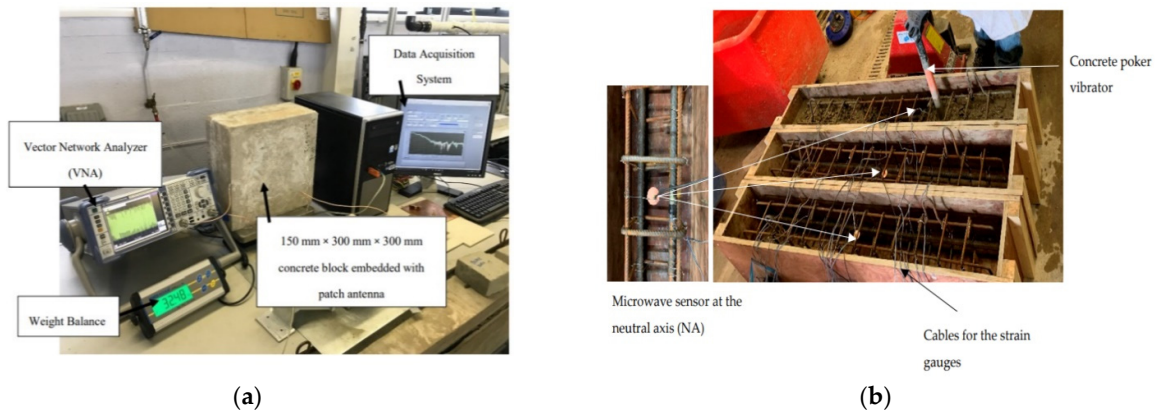 Data Acquisition
System
Vector Network Analyzer
(VNA)
150 mm × 300 mm × 300 mm
concrete block embedded with
patch antenna
Weight Balance
3248
(a)
Concrete poker
vibrator
Microwave sensor at the
neutral axis (NA)
Cables for the strain
gauges
(b)